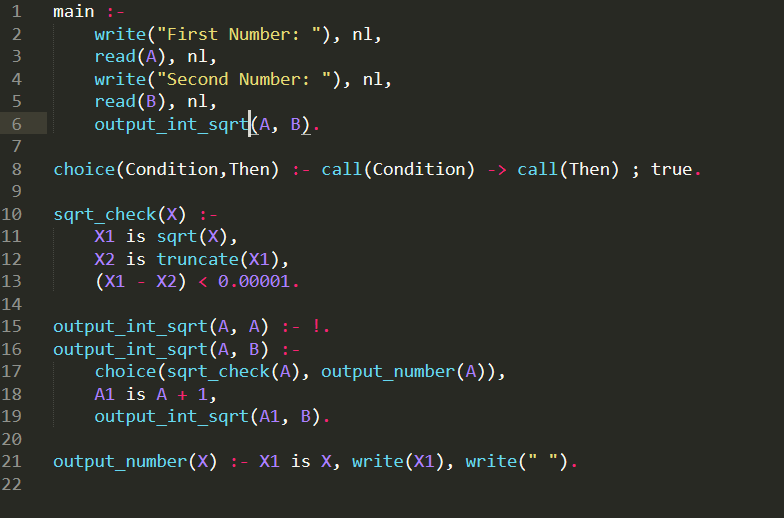 1 main :-
2 write("First Number: "), nl,
3 read(A), nl,
4 write("Second Number: "), nl,
5 read(B), nl,
6 output_int_sqrt(A, B).
7
8 choice(Condition,Then) :- call(Condition) -> call(Then) ; true.
9
10 sqrt_check(X) :-
11 X1 is sqrt(X),
12 X2 is truncate(X1),
13 (X1 - X2) < 0.00001.
14
15 output_int_sqrt(A, A) :- !.
16 output_int_sqrt(A, B) :-
17 choice(sqrt_check(A), output_number(A)),
18 A1 is A + 1,
19 output_int_sqrt(A1, B).
20
21 output_number(X) :- X1 is X, write(X1), write(" ").
22